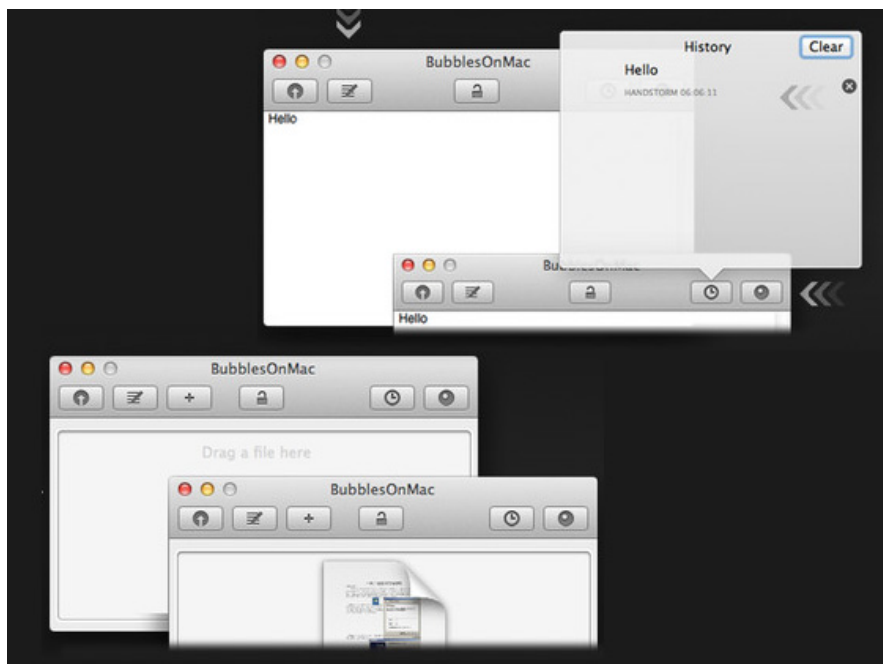 BubblesOnMac
History
Clear
Hello
HANDSTORM 06:06:11
Hello
Hello
BubblesOnMac
Drag a file here
BubblesOnMac